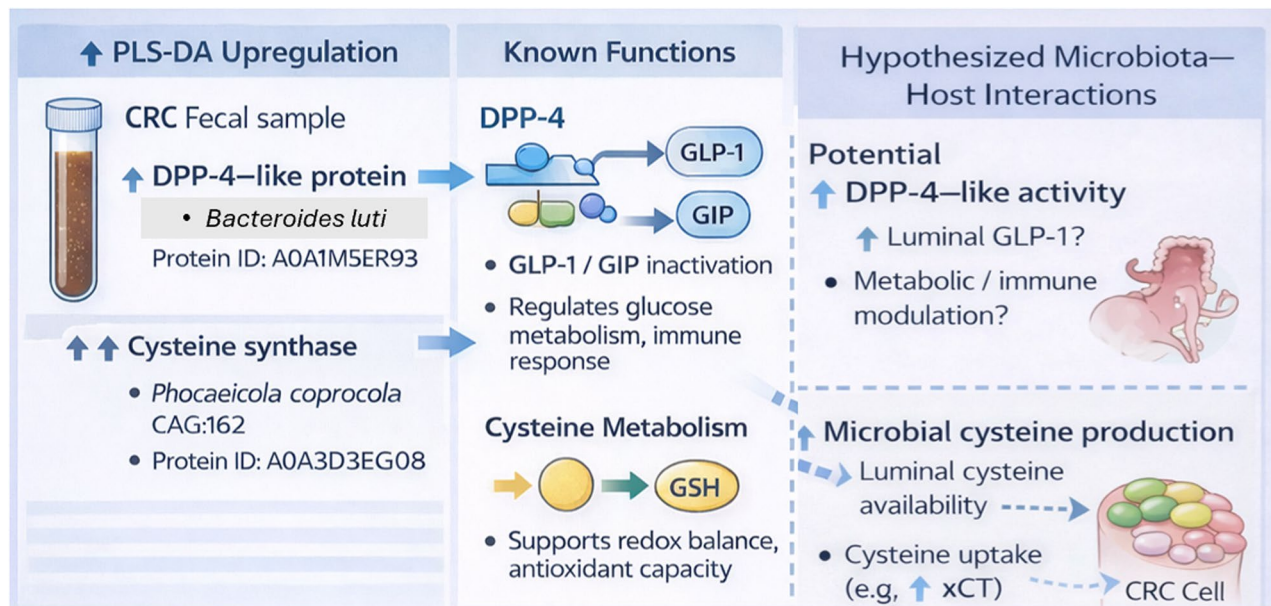 ↑ PLS-DA Upregulation
CRC Fecal sample
↑ DPP-4–like protein
• Bacteroides luti
Protein ID: A0A1M5ER93
↑ ↑ Cysteine synthase
• Phocaeicola coprocola
CAG:162
• Protein ID: A0A3D3EG08
Known Functions
DPP-4
GLP-1
GIP
• GLP-1 / GIP inactivation
• Regulates glucose
metabolism, immune
response
Cysteine Metabolism
GSH
• Supports redox balance,
antioxidant capacity
Hypothesized Microbiota—
Host Interactions
Potential
↑ DPP-4–like activity
↑ Luminal GLP-1?
• Metabolic / immune
modulation?
↑ Microbial cysteine production
Luminal cysteine
availability
• Cysteine uptake
(e.g, ↑ xCT)
CRC Cell